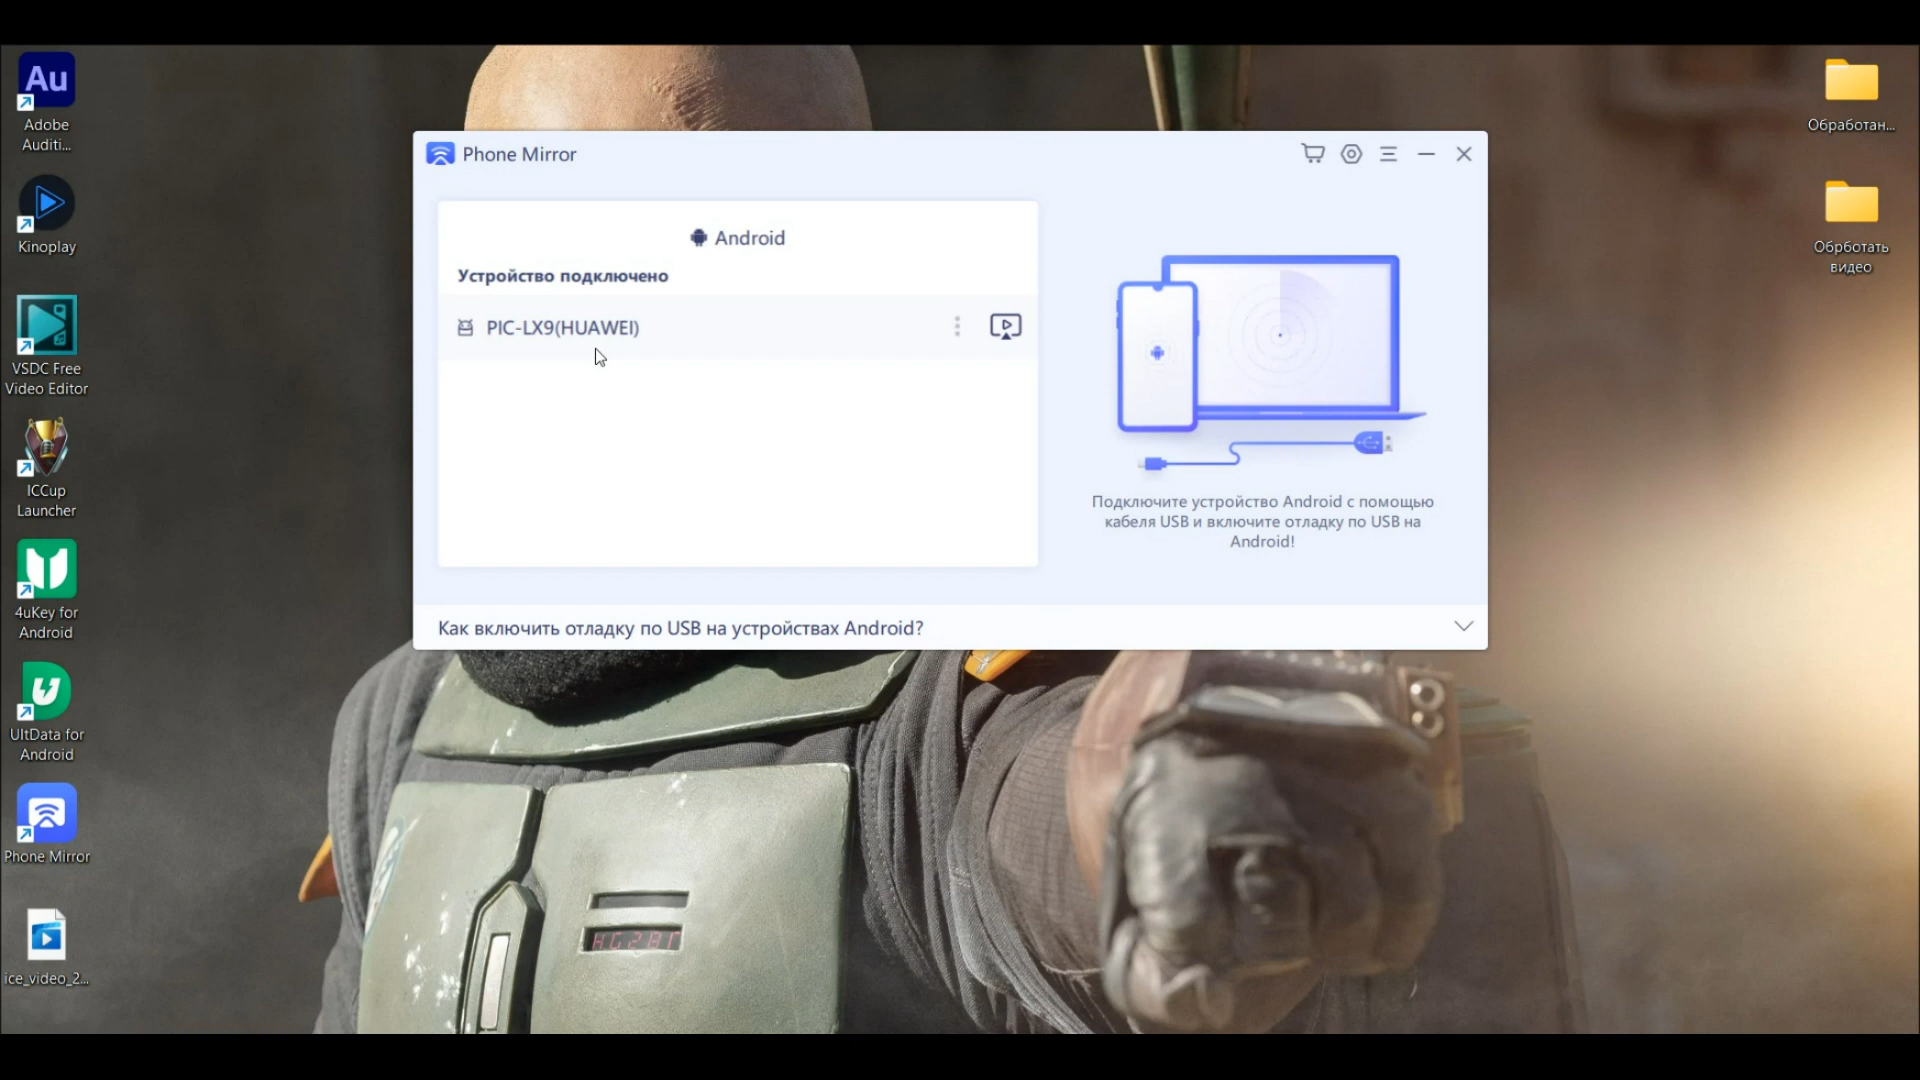 Au
Adobe
Auditi...
Kinoplay
VSDC Free
Video Editor
ICCup
Launcher
4uKey for
Android
UltData for
Android
Phone Mirror
ice_video_2...
Phone Mirror
Android
Устройство подключено
PIC-LX9(HUAWEI)
Подключите устройство Android с помощью
кабеля USB и включите отладку по USB на
Android!
Как включить отладку по USB на устройствах Android?
Обработан...
Обрботать
видео